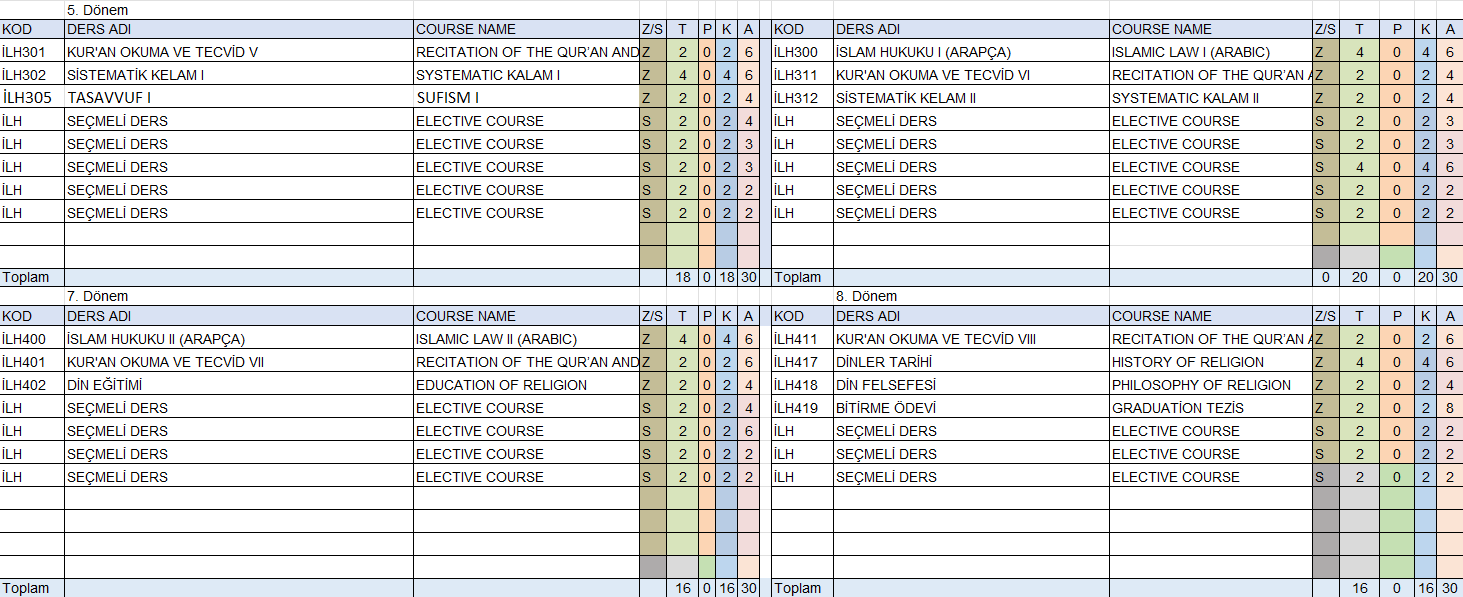 5. Dönem
KOD DERS ADI COURSE NAME Z/S T P K A KOD DERS ADI COURSE NAME Z/S T P K A
İLH301 KUR'AN OKUMA VE TECVİD V RECITATION OF THE QUR'AN AND Z 2 0 2 6 İLH300 İSLAM HUKUKU I (ARAPÇA) ISLAMIC LAW I (ARABIC) Z 4 0 4 6
İLH302 SİSTEMATİK KELAM I SYSTEMATIC KALAM I Z 4 0 4 6 İLH311 KUR'AN OKUMA VE TECVİD VI RECITATION OF THE QUR'AN A Z 2 0 2 4
İLH305 TASAVVUF I SUFISM I Z 2 0 2 4 İLH312 SİSTEMATİK KELAM II SYSTEMATIC KALAM II Z 2 0 2 4
İLH SEÇMELİ DERS ELECTIVE COURSE S 2 0 2 4 İLH SEÇMELİ DERS ELECTIVE COURSE S 2 0 2 3
İLH SEÇMELİ DERS ELECTIVE COURSE S 2 0 2 3 İLH SEÇMELİ DERS ELECTIVE COURSE S 2 0 2 3
İLH SEÇMELİ DERS ELECTIVE COURSE S 2 0 2 3 İLH SEÇMELİ DERS ELECTIVE COURSE S 4 0 4 6
İLH SEÇMELİ DERS ELECTIVE COURSE S 2 0 2 2 İLH SEÇMELİ DERS ELECTIVE COURSE S 2 0 2 2
İLH SEÇMELİ DERS ELECTIVE COURSE S 2 0 2 2 İLH SEÇMELİ DERS ELECTIVE COURSE S 2 0 2 2
Toplam 18 0 18 30 Toplam 0 20 0 20 30
7. Dönem 8. Dönem
KOD DERS ADI COURSE NAME Z/S T P K A KOD DERS ADI COURSE NAME Z/S T P K A
İLH400 İSLAM HUKUKU II (ARAPÇA) ISLAMIC LAW II (ARABIC) Z 4 0 4 6 İLH411 KUR'AN OKUMA VE TECVİD VIII RECITATION OF THE QUR'AN A Z 2 0 2 6
İLH401 KUR'AN OKUMA VE TECVİD VII RECITATION OF THE QUR'AN AND Z 2 0 2 6 İLH417 DİNLER TARİHİ HISTORY OF RELIGION Z 4 0 4 6
İLH402 DİN EĞİTİMİ EDUCATION OF RELIGION Z 2 0 2 4 İLH418 DİN FELSEFESİ PHILOSOPHY OF RELIGION Z 2 0 2 4
İLH SEÇMELİ DERS ELECTIVE COURSE S 2 0 2 4 İLH419 BİTİRME ÖDEVİ GRADUATİON TEZİS Z 2 0 2 8
İLH SEÇMELİ DERS ELECTIVE COURSE S 2 0 2 6 İLH SEÇMELİ DERS ELECTIVE COURSE S 2 0 2 2
İLH SEÇMELİ DERS ELECTIVE COURSE S 2 0 2 2 İLH SEÇMELİ DERS ELECTIVE COURSE S 2 0 2 2
İLH SEÇMELİ DERS ELECTIVE COURSE S 2 0 2 2 İLH SEÇMELİ DERS ELECTIVE COURSE S 2 0 2 2
Toplam 16 0 16 30 Toplam 16 0 16 30